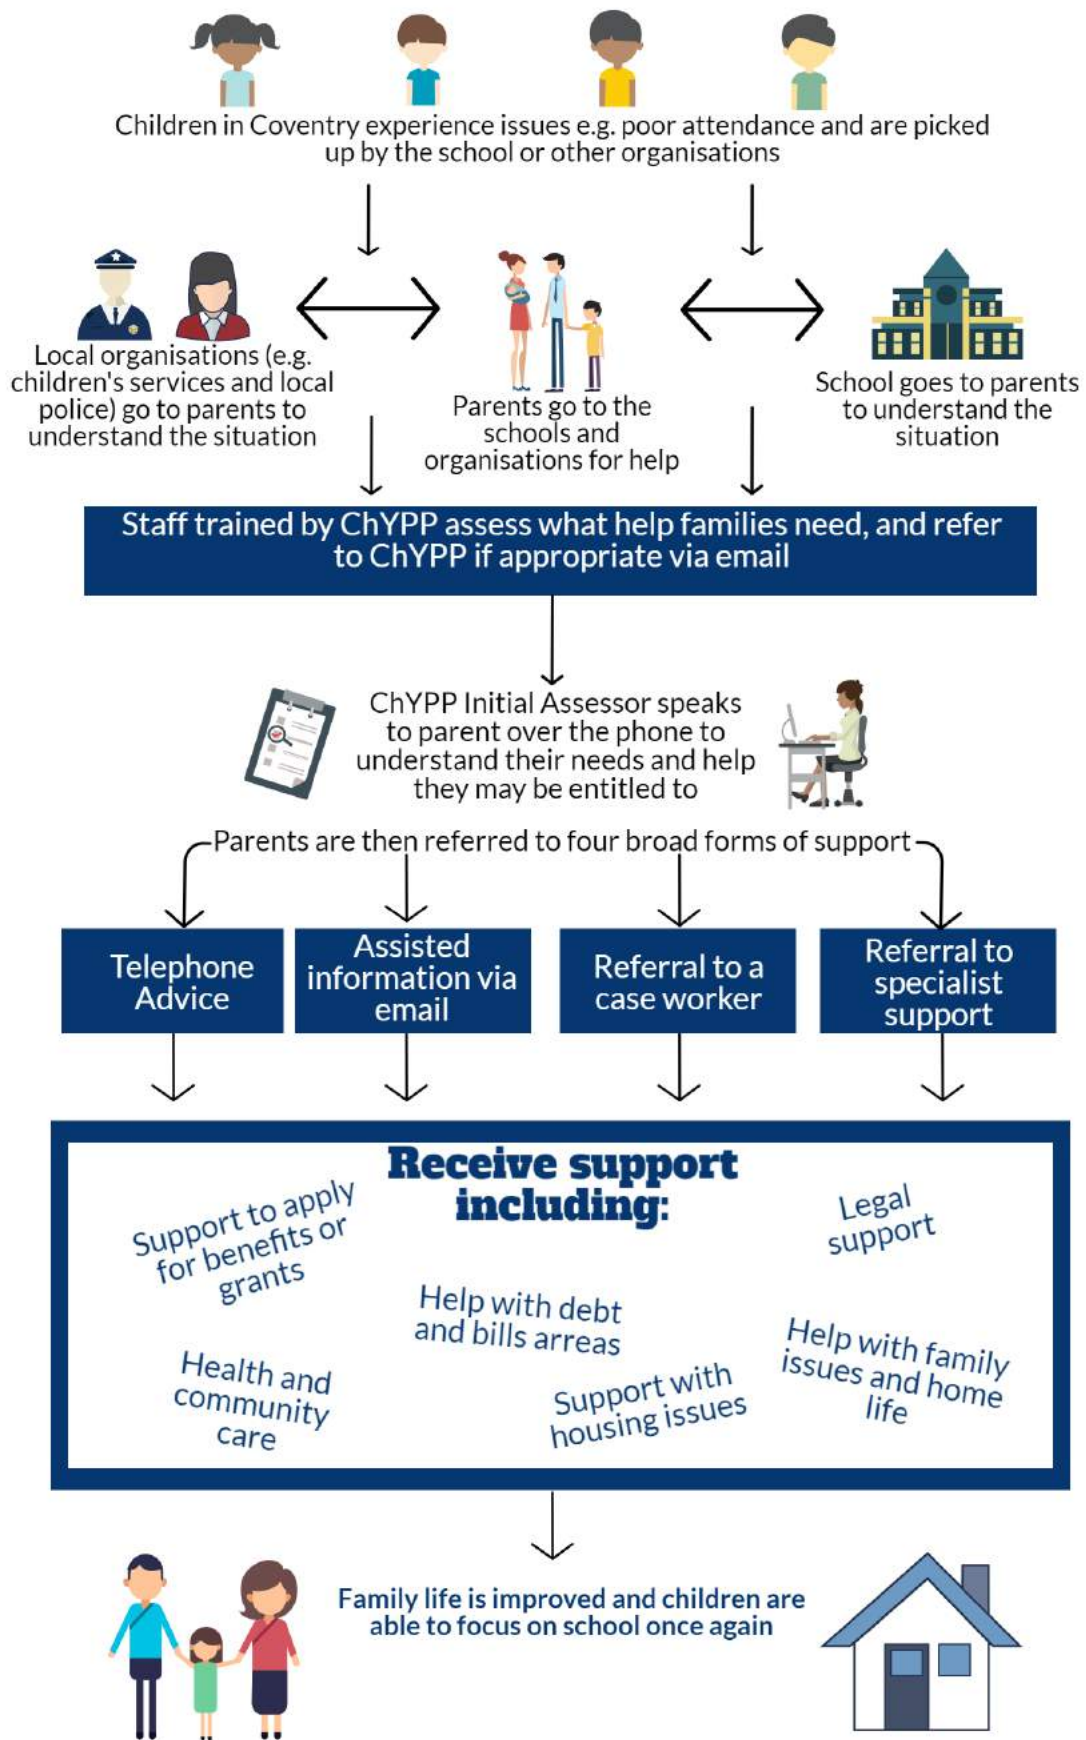 Children in Coventry experience issues e.g. poor attendance and are picked
up by the school or other organisations
Local organisations (e.g.
children's services and local
police) go to parents to
understand the situation
Parents go to the
schools and
organisations for help
School goes to parents
to understand the
situation
Staff trained by ChYPP assess what help families need, and refer
to ChYPP if appropriate via email
ChYPP Initial Assessor speaks
to parent over the phone to
understand their needs and help
they may be entitled to
Parents are then referred to four broad forms of support
Telephone
Advice
Assisted
information via
email
Referral to a
case worker
Referral to
specialist
support
Receive support
including:
Support to apply
for benefits or
grants
Legal
support
Help with debt
and bills arreas
Help with family
issues and home
life
Health and
community
care
Support with
housing issues
Family life is improved and children are
able to focus on school once again